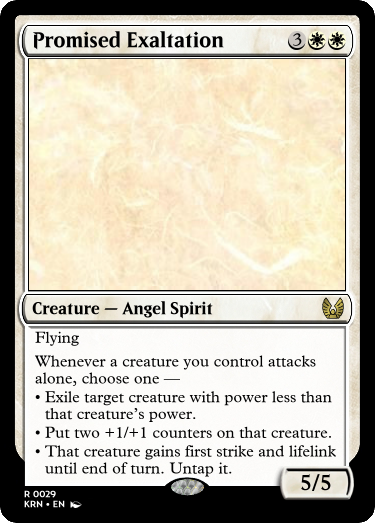 Promised Exaltation 3
Creature — Angel Spirit
Flying
Whenever a creature you control attacks
alone, choose one —
• Exile target creature with power less than
that creature's power.
• Put two +1/+1 counters on that creature.
• That creature gains first strike and lifelink
until end of turn. Untap it.
5/5
R 0029
KRN • EN